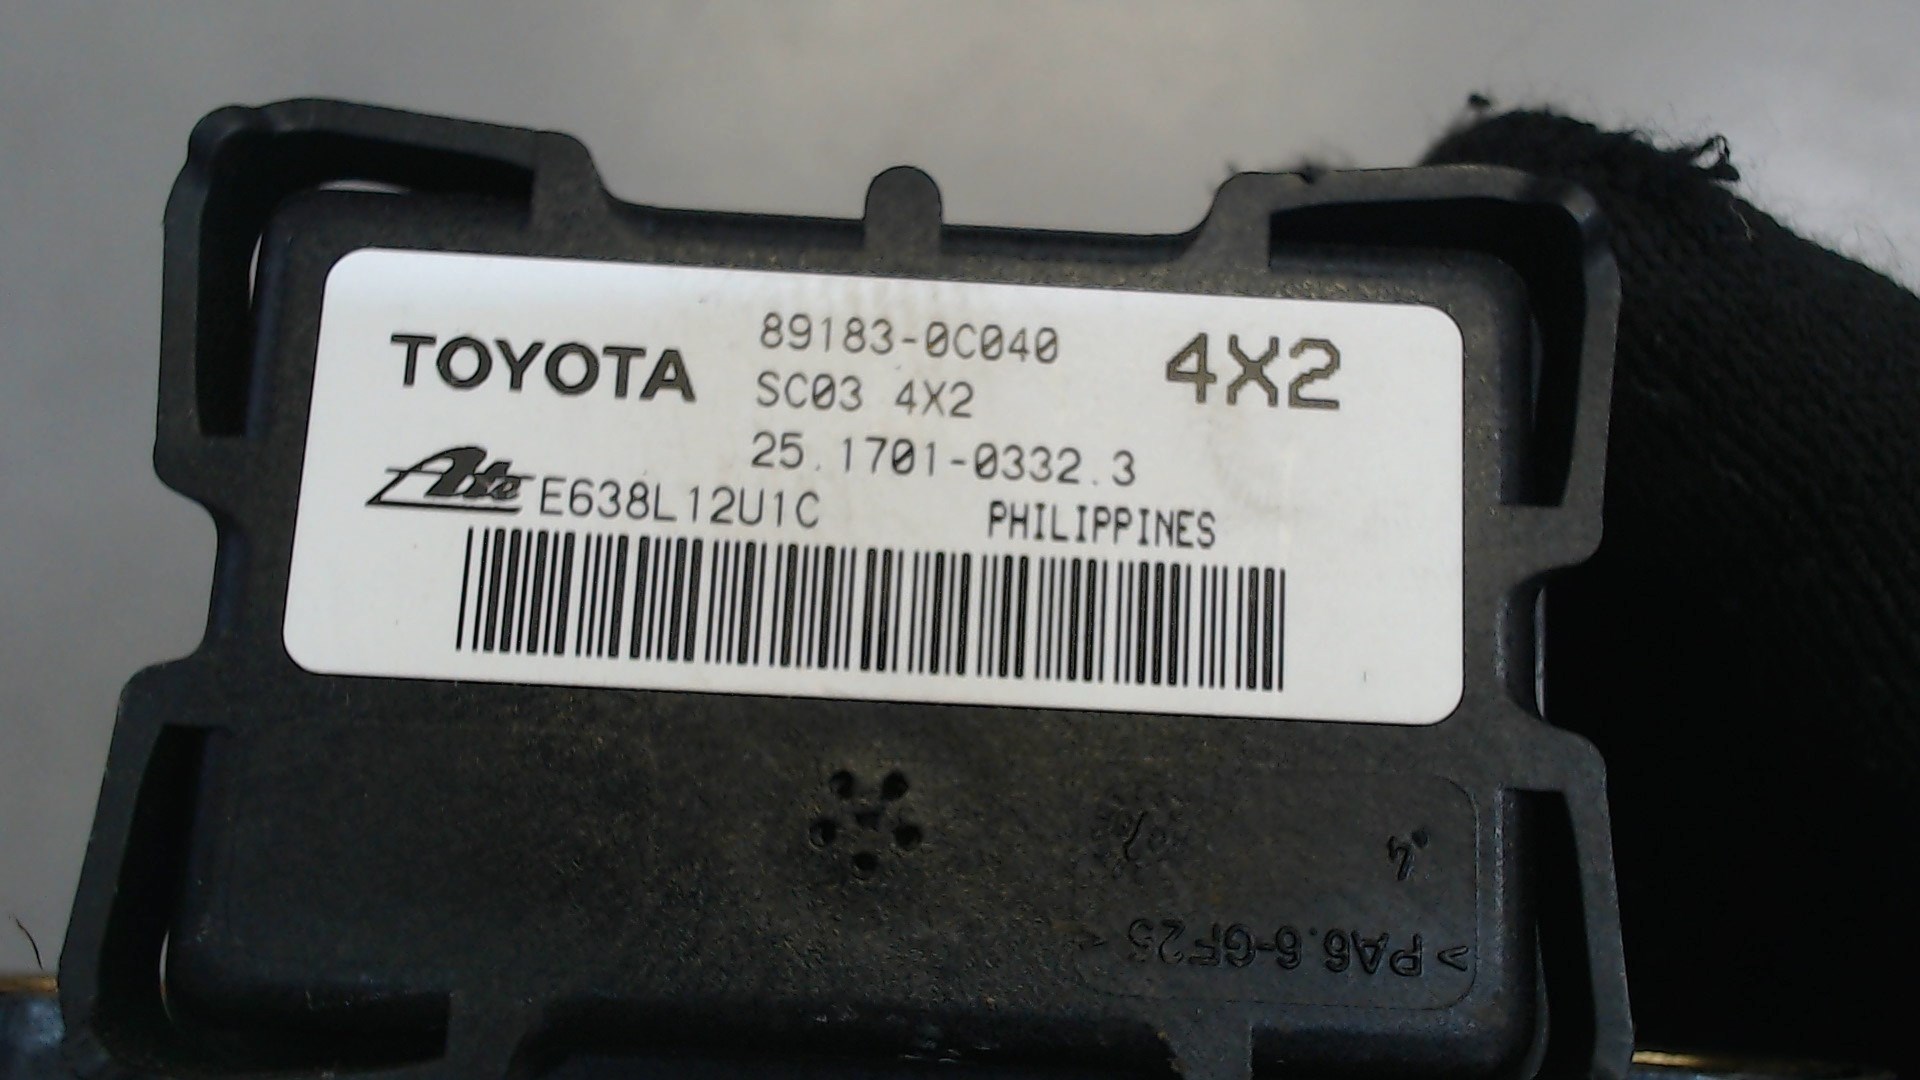 TOYOTA
89183-0C040
SC03 4X2
4X2
25.1701-0332.3
Ate E638L12U1C
PHILIPPINES
>PA6.6-GF25<